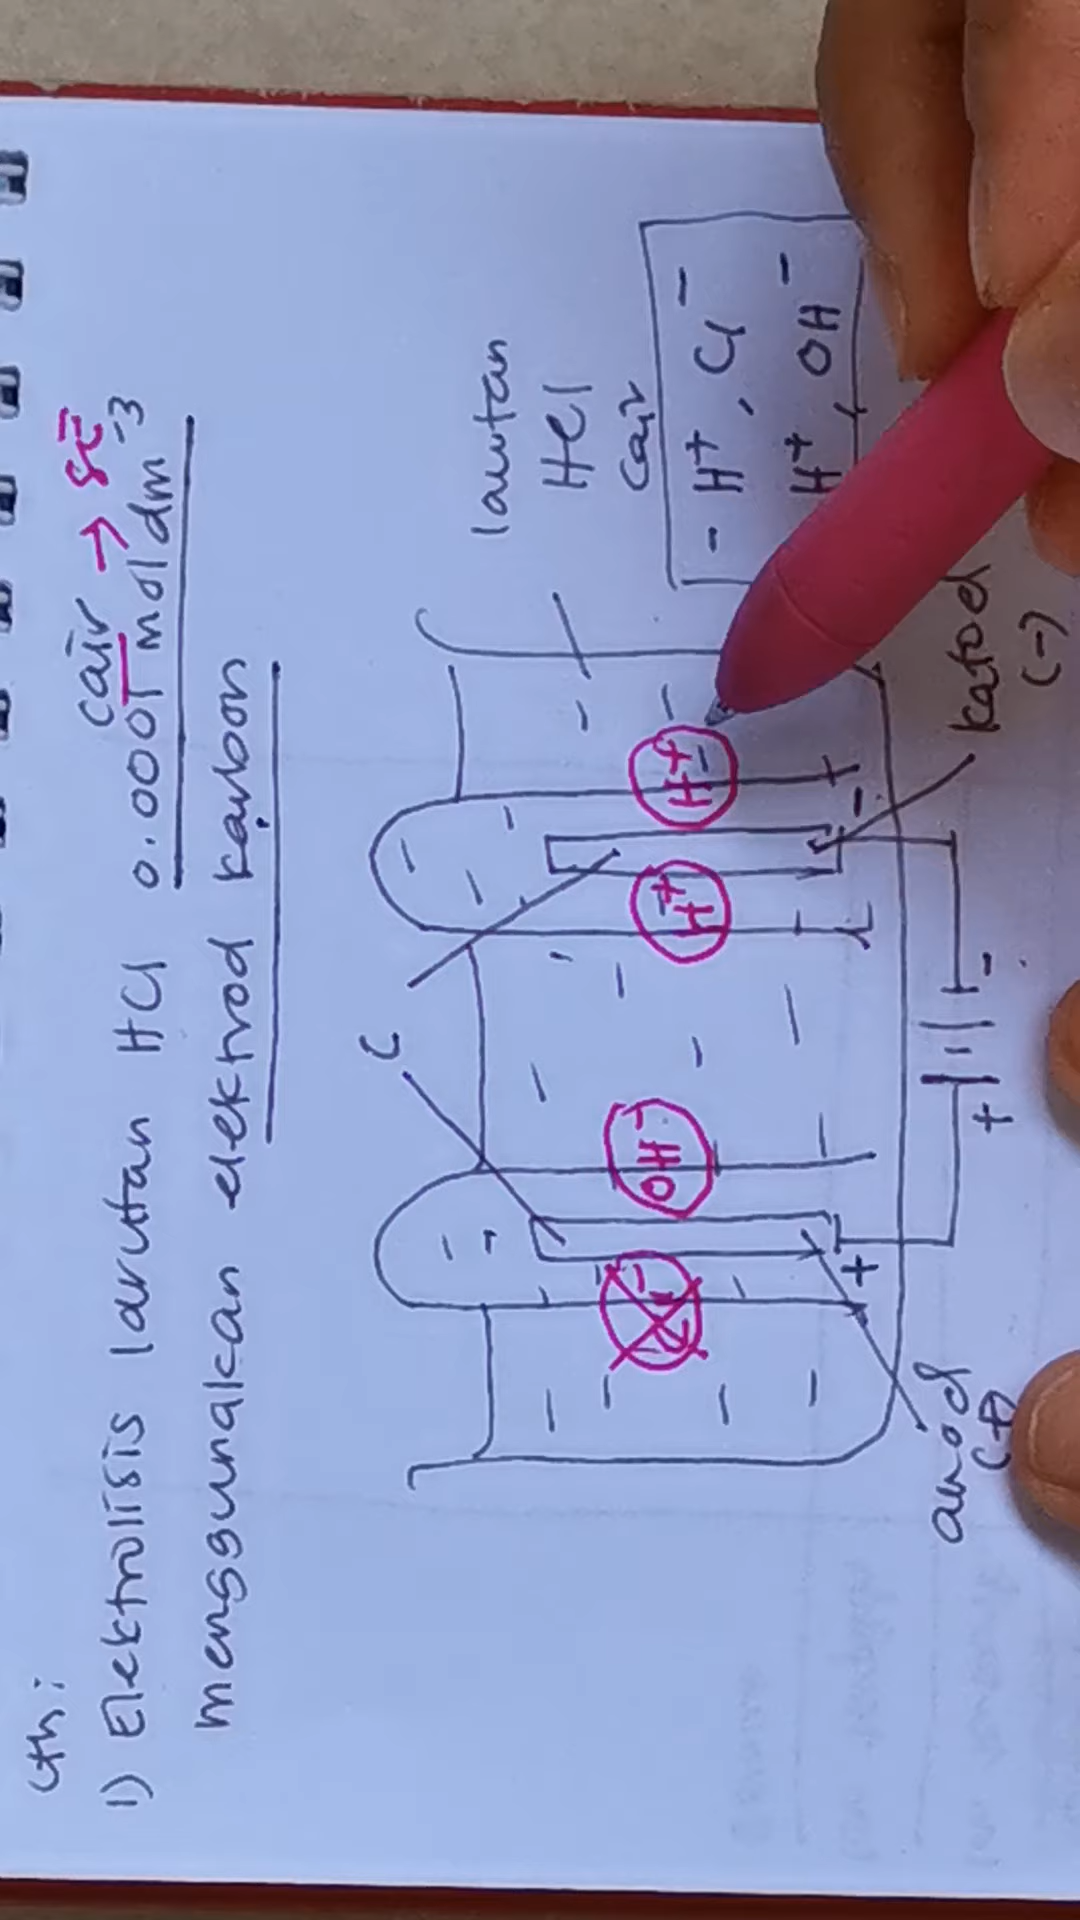 cth:
cair → SE
1) Elektrolisis larutan HCl 0.0001 mol dm⁻³
menggunakan elektrod karbon
C
larutan
HCl
cair
- H⁺, Cl⁻
H⁺, OH⁻
OH⁻
H⁺
H⁺
+
-
anod
(+)
katod
(-)
+
-